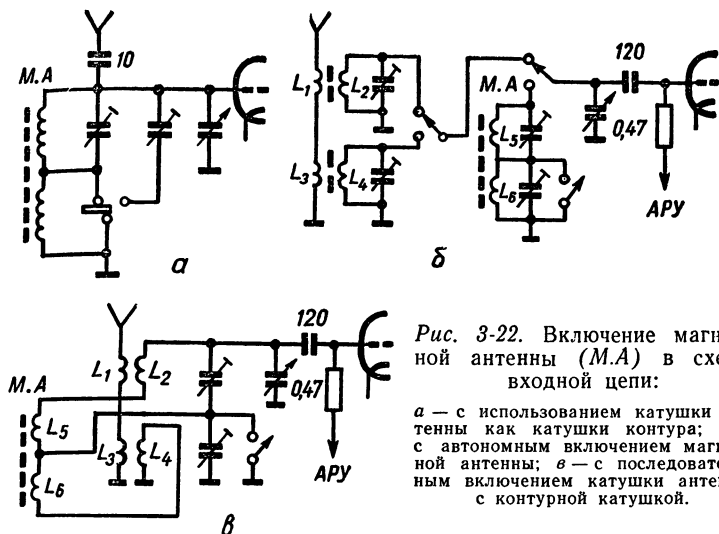 10
М.А
а
L₁
L₂
L₃
L₄
М.А
L₅
L₆
120
0,47
АРУ
б
М.А
L₁
L₂
L₅
L₃
L₄
L₆
120
0,47
АРУ
в
Рис. 3-22. Включение магни
ной антенны (М.А) в схе
входной цепи:
а — с использованием катушки
тенны как катушки контура;
с автономным включением магн
ной антенны; в — с последовате
ным включением катушки антен
с контурной катушкой.